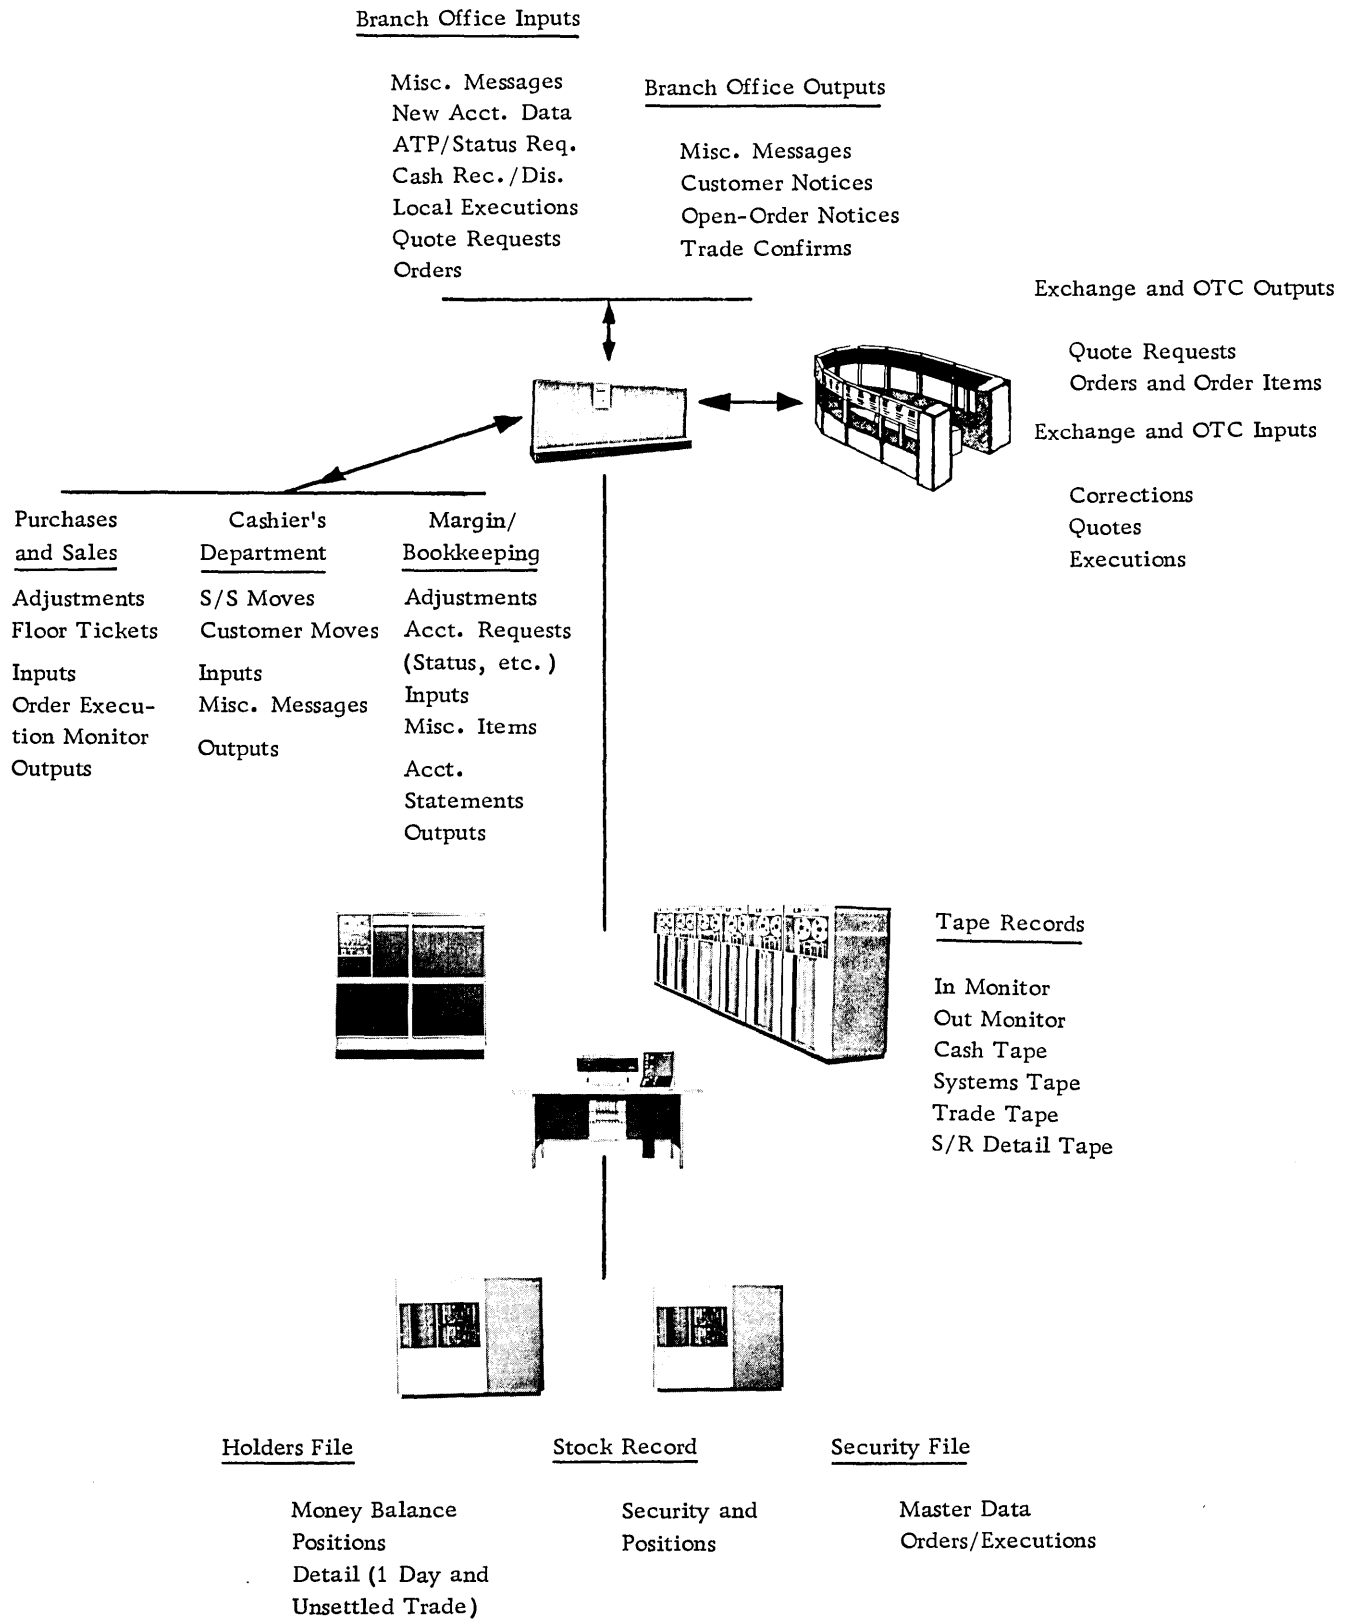 Branch Office Inputs
Misc. Messages
New Acct. Data
ATP/Status Req.
Cash Rec./Dis.
Local Executions
Quote Requests
Orders
Branch Office Outputs
Misc. Messages
Customer Notices
Open-Order Notices
Trade Confirms
Exchange and OTC Outputs
Quote Requests
Orders and Order Items
Exchange and OTC Inputs
Corrections
Quotes
Executions
Purchases
and Sales
Adjustments
Floor Tickets
Inputs
Order Execu-
tion Monitor
Outputs
Cashier's
Department
S/S Moves
Customer Moves
Inputs
Misc. Messages
Outputs
Margin/
Bookkeeping
Adjustments
Acct. Requests
(Status, etc.)
Inputs
Misc. Items
Acct.
Statements
Outputs
Tape Records
In Monitor
Out Monitor
Cash Tape
Systems Tape
Trade Tape
S/R Detail Tape
Holders File
Money Balance
Positions
Detail (1 Day and
Unsettled Trade)
Stock Record
Security and
Positions
Security File
Master Data
Orders/Executions